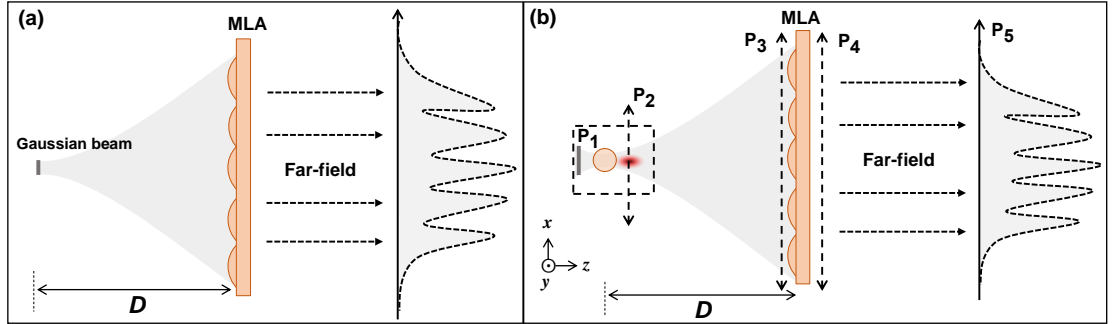 (a)
MLA
Gaussian beam
Far-field
D
(b)
MLA
P3
P4
P5
P2
P1
Far-field
x
z
y
D